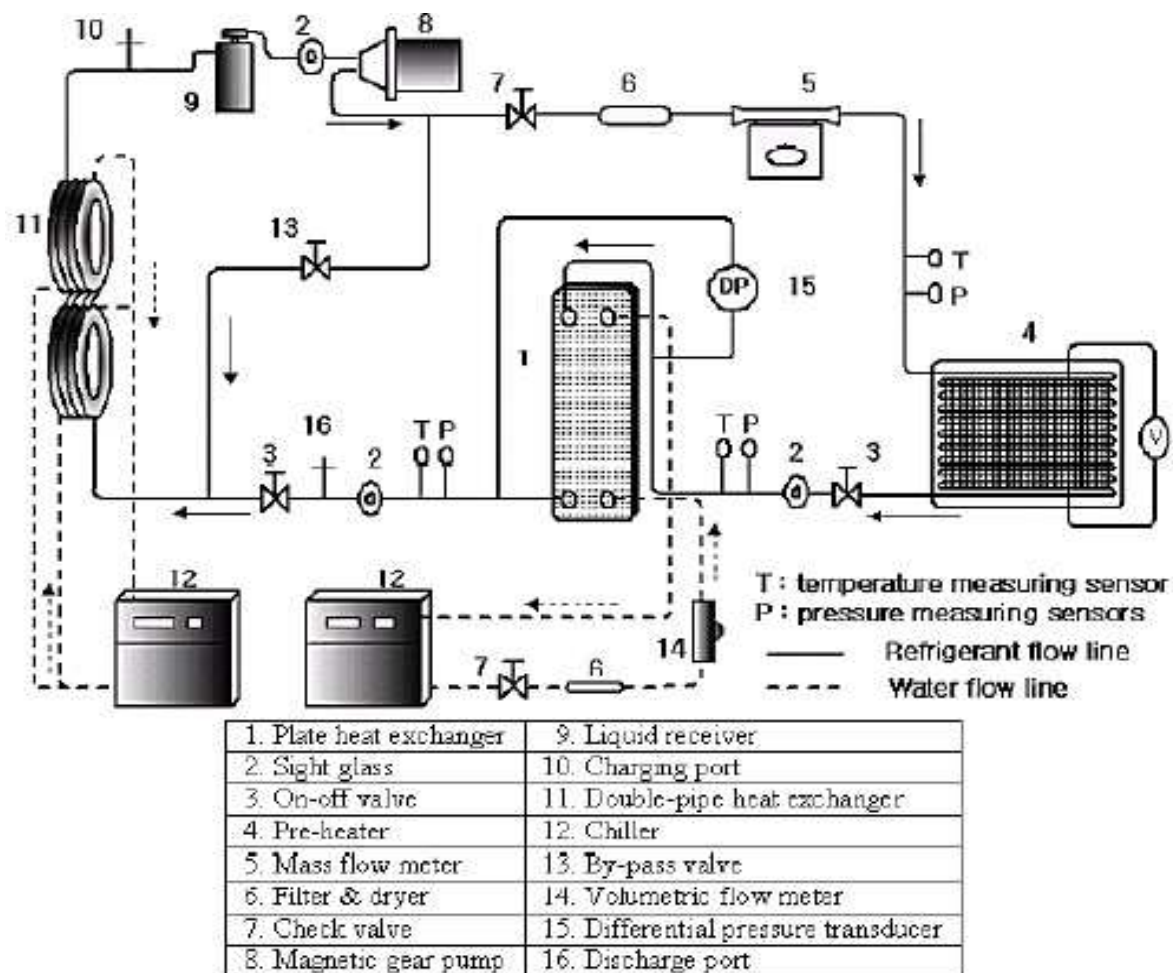 10
2
8
9
7
6
5
11
13
T
P
DP
15
4
1
16
T P
T P
3
2
2
3
V
12
12
14
7
6
T : temperature measuring sensor
P : pressure measuring sensors
Refrigerant flow line
Water flow line
1. Plate heat exchanger 9. Liquid receiver
2. Sight glass 10. Charging port
3. On-off valve 11. Double-pipe heat exchanger
4. Pre-heater 12. Chiller
5. Mass flow meter 13. By-pass valve
6. Filter & dryer 14. Volumetric flow meter
7. Check valve 15. Differential pressure transducer
8. Magnetic gear pump 16. Discharge port